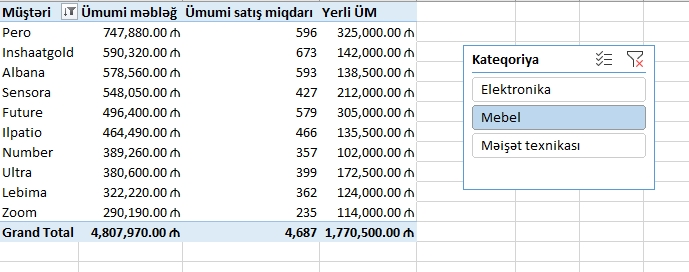 Müştəri Ümumi məbləğ Ümumi satış miqdarı Yerli ÜM
Pero 747,880.00 ₼ 596 325,000.00 ₼
Inshaatgold 590,320.00 ₼ 673 142,000.00 ₼
Albana 578,560.00 ₼ 593 138,500.00 ₼
Sensora 548,050.00 ₼ 427 212,000.00 ₼
Future 496,400.00 ₼ 579 305,000.00 ₼
Ilpatio 464,490.00 ₼ 466 135,500.00 ₼
Number 389,260.00 ₼ 357 102,000.00 ₼
Ultra 380,600.00 ₼ 399 172,500.00 ₼
Lebima 322,220.00 ₼ 362 124,000.00 ₼
Zoom 290,190.00 ₼ 235 114,000.00 ₼
Grand Total 4,807,970.00 ₼ 4,687 1,770,500.00 ₼
Kateqoriya
Elektronika
Mebel
Məişət texnikası